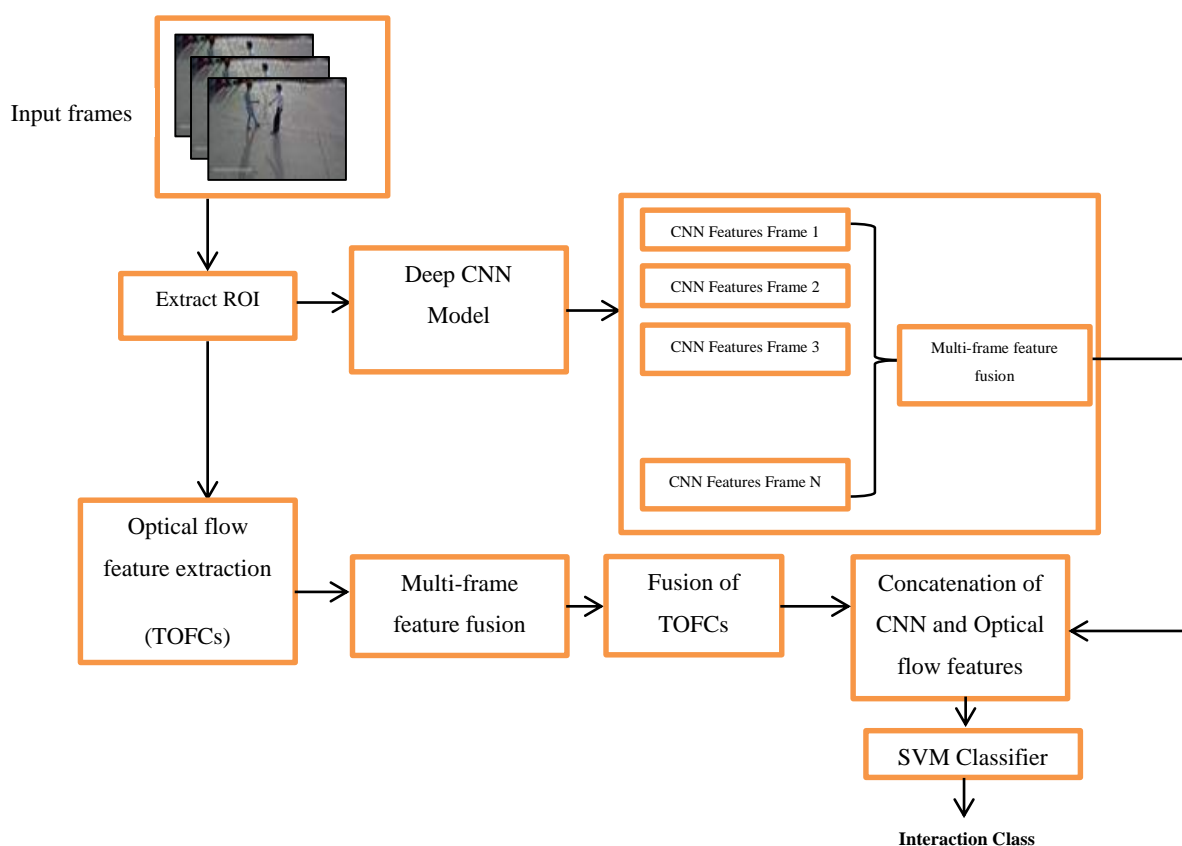 Input frames
Extract ROI
Deep CNN
Model
CNN Features Frame 1
CNN Features Frame 2
CNN Features Frame 3
CNN Features Frame N
Multi-frame feature
fusion
Optical flow
feature extraction
(TOFCs)
Multi-frame
feature fusion
Fusion of
TOFCs
Concatenation of
CNN and Optical
flow features
SVM Classifier
Interaction Class